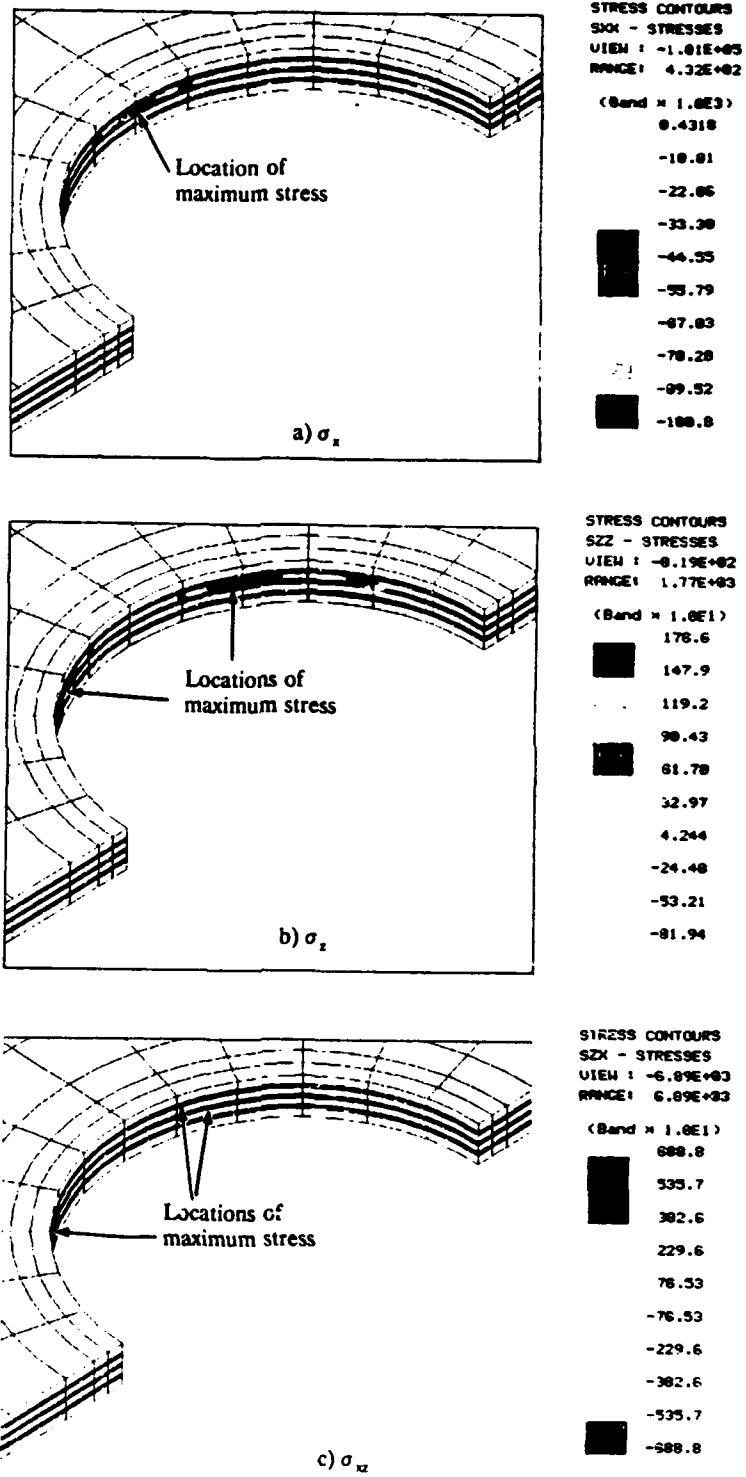 STRESS CONTOURS
SXX - STRESSES
VIEW : -1.01E+05
RANGE: 4.32E+02
(Band × 1.0E3)
0.4318
-10.81
-22.06
-33.30
-44.55
-55.79
-67.03
-78.28
-89.52
-100.8
Location of
maximum stress
a) σx
STRESS CONTOURS
SZZ - STRESSES
VIEW : -8.19E+02
RANGE: 1.77E+03
(Band × 1.0E1)
176.6
147.9
119.2
90.43
61.70
32.97
4.244
-24.48
-53.21
-81.94
Locations of
maximum stress
b) σz
STRESS CONTOURS
SZX - STRESSES
VIEW : -6.89E+03
RANGE: 6.89E+03
(Band × 1.0E1)
688.8
535.7
382.6
229.6
76.53
-76.53
-229.6
-382.6
-535.7
-688.8
Locations of
maximum stress
c) σxz